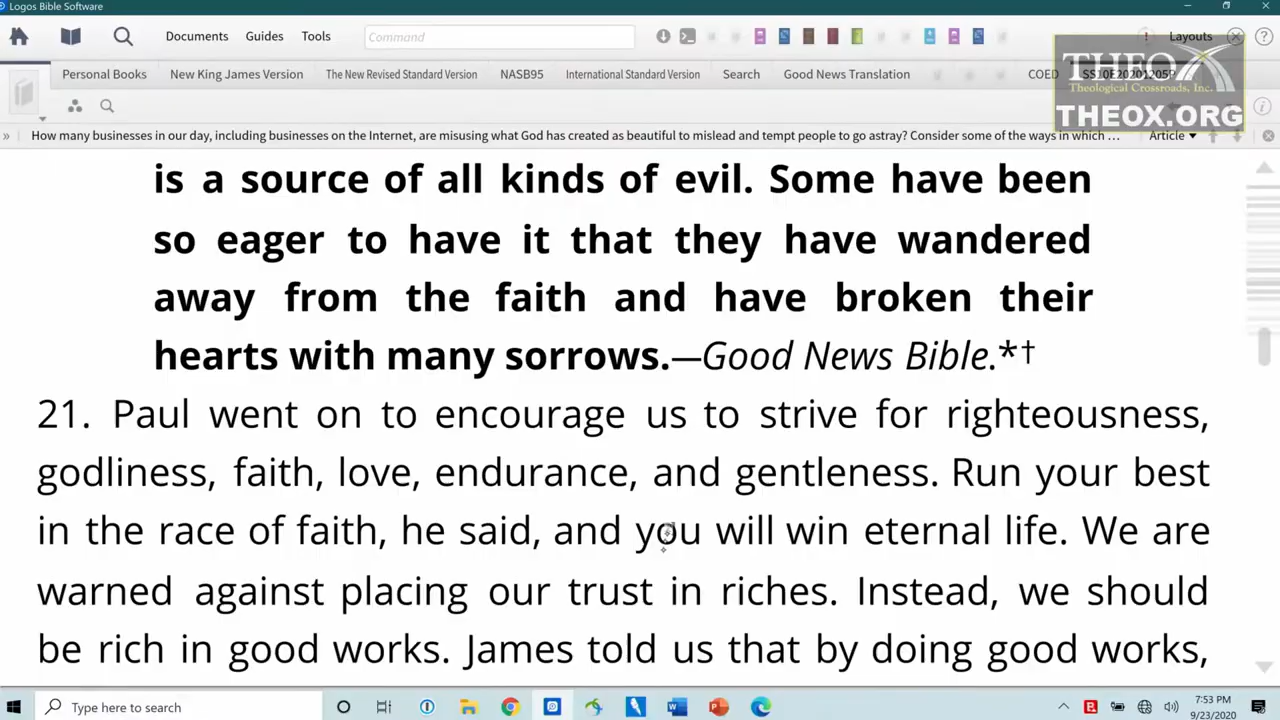 Logos Bible Software
Documents Guides Tools Command Layouts
Personal Books New King James Version The New Revised Standard Version NASB95 International Standard Version Search Good News Translation COED SS10E20201205P
THEOX
Theological Crossroads, Inc.
THEOX.ORG
» How many businesses in our day, including businesses on the Internet, are misusing what God has created as beautiful to mislead and tempt people to go astray? Consider some of the ways in which ... Article
is a source of all kinds of evil. Some have been
so eager to have it that they have wandered
away from the faith and have broken their
hearts with many sorrows.—Good News Bible.*†
21. Paul went on to encourage us to strive for righteousness,
godliness, faith, love, endurance, and gentleness. Run your best
in the race of faith, he said, and you will win eternal life. We are
warned against placing our trust in riches. Instead, we should
be rich in good works. James told us that by doing good works,
Type here to search
7:53 PM
9/23/2020